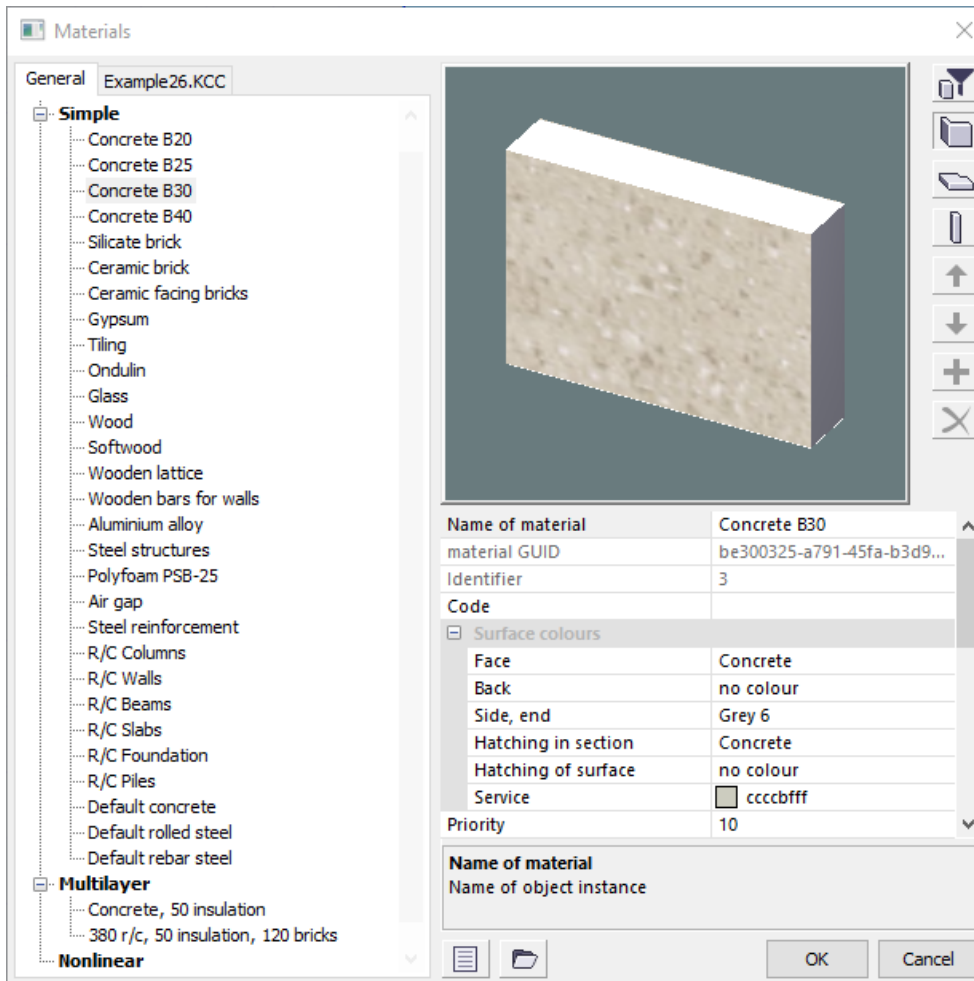 Materials
General
Example26.KCC
Simple
Concrete B20
Concrete B25
Concrete B30
Concrete B40
Silicate brick
Ceramic brick
Ceramic facing bricks
Gypsum
Tiling
Ondulin
Glass
Wood
Softwood
Wooden lattice
Wooden bars for walls
Aluminium alloy
Steel structures
Polyfoam PSB-25
Air gap
Steel reinforcement
R/C Columns
R/C Walls
R/C Beams
R/C Slabs
R/C Foundation
R/C Piles
Default concrete
Default rolled steel
Default rebar steel
Multilayer
Concrete, 50 insulation
380 r/c, 50 insulation, 120 bricks
Nonlinear
Name of material Concrete B30
material GUID be300325-a791-45fa-b3d9...
Identifier 3
Code
Surface colours
Face Concrete
Back no colour
Side, end Grey 6
Hatching in section Concrete
Hatching of surface no colour
Service ccccbfff
Priority 10
Name of material
Name of object instance
OK Cancel